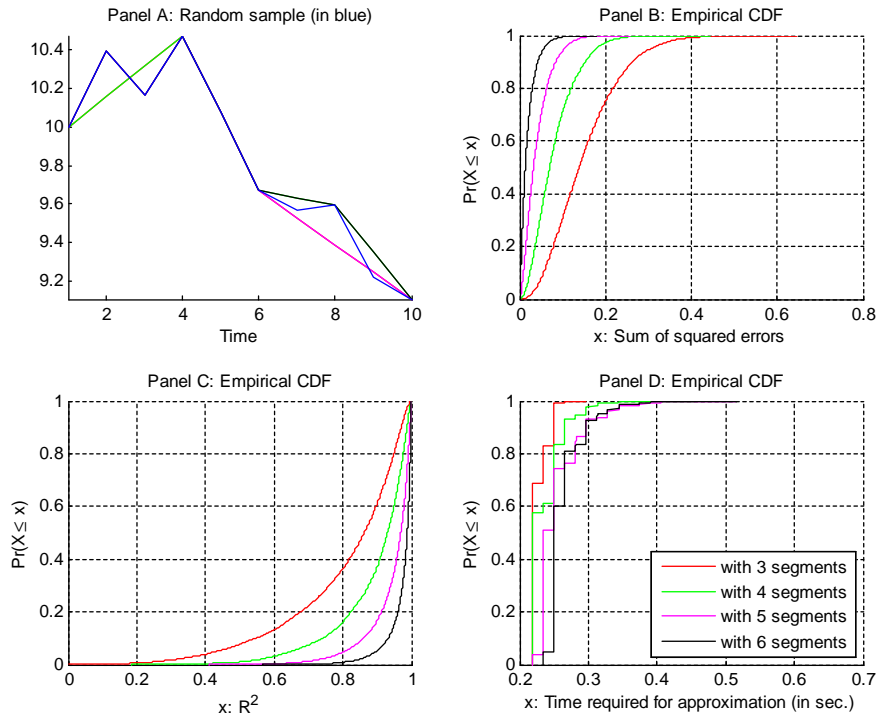 Panel A: Random sample (in blue)
10.4
10.2
10
9.8
9.6
9.4
9.2
2 4 6 8 10
Time
Panel B: Empirical CDF
Pr(X ≤ x)
1
0.8
0.6
0.4
0.2
0
0 0.2 0.4 0.6 0.8
x: Sum of squared errors
Panel C: Empirical CDF
Pr(X ≤ x)
1
0.8
0.6
0.4
0.2
0
0 0.2 0.4 0.6 0.8 1
x: R²
Panel D: Empirical CDF
Pr(X ≤ x)
1
0.8
0.6
0.4
0.2
0
0.2 0.3 0.4 0.5 0.6 0.7
x: Time required for approximation (in sec.)
with 3 segments
with 4 segments
with 5 segments
with 6 segments